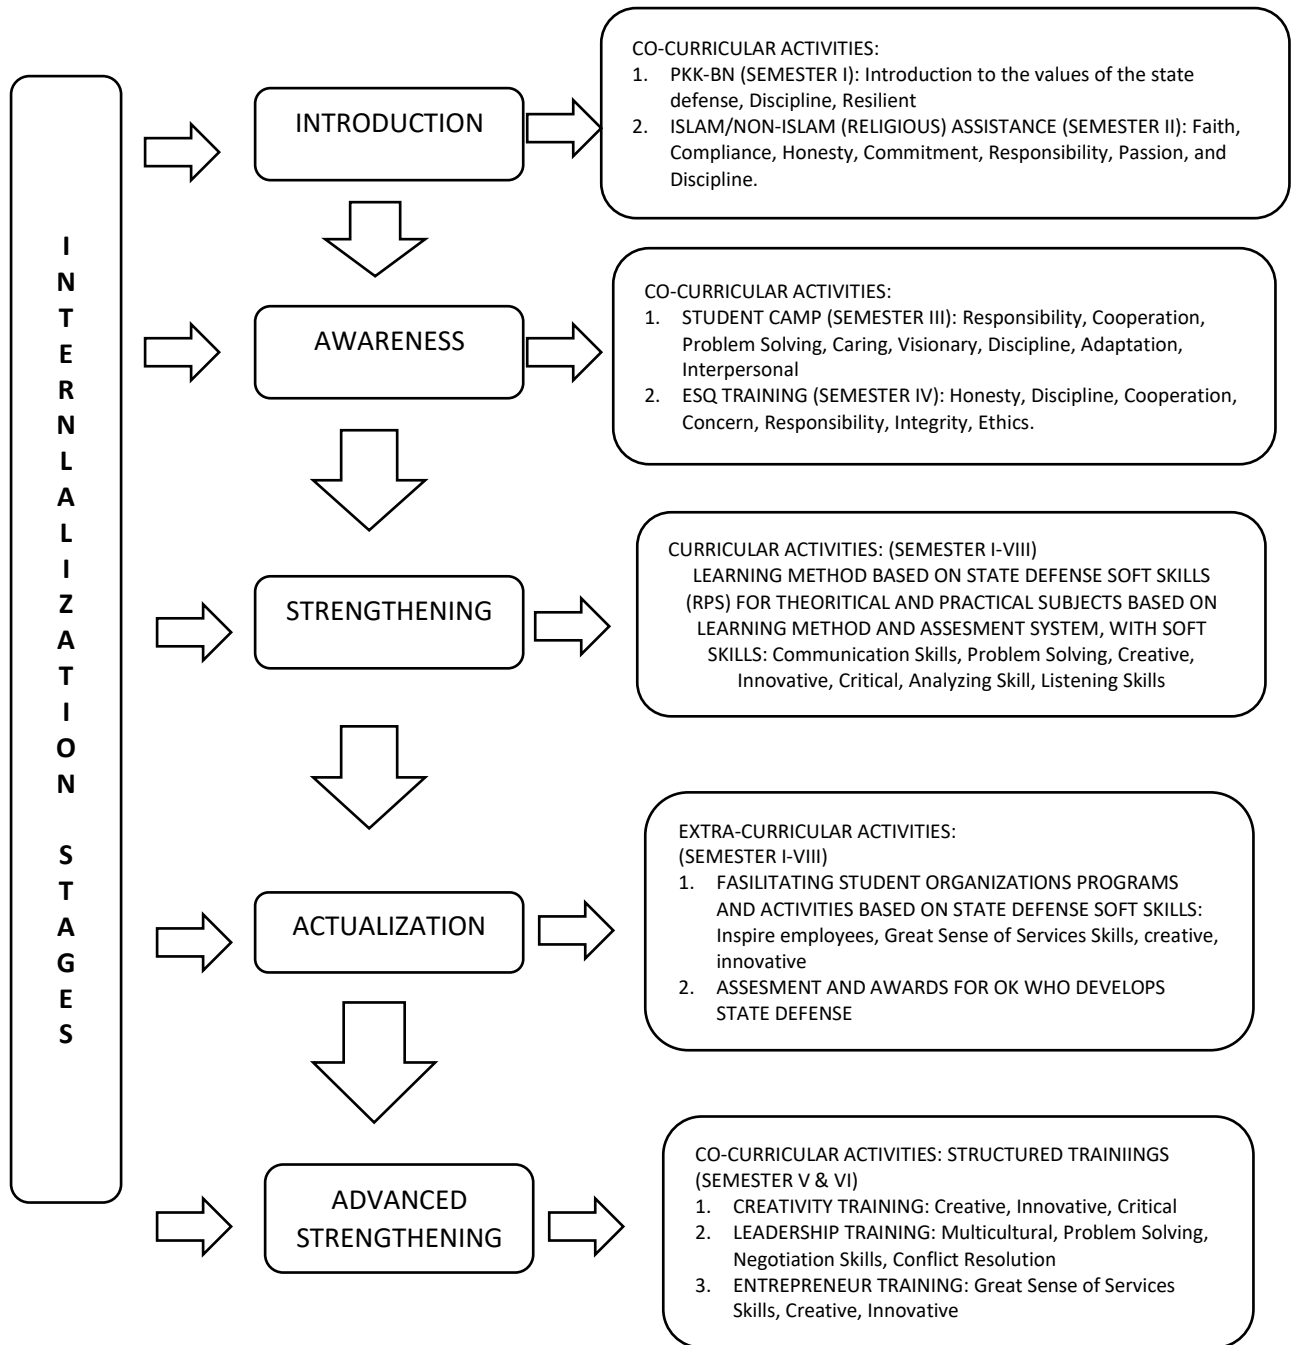 INTERNLALIZATION STAGES
INTRODUCTION
CO-CURRICULAR ACTIVITIES:
1. PKK-BN (SEMESTER I): Introduction to the values of the state
defense, Discipline, Resilient
2. ISLAM/NON-ISLAM (RELIGIOUS) ASSISTANCE (SEMESTER II): Faith,
Compliance, Honesty, Commitment, Responsibility, Passion, and
Discipline.
AWARENESS
CO-CURRICULAR ACTIVITIES:
1. STUDENT CAMP (SEMESTER III): Responsibility, Cooperation,
Problem Solving, Caring, Visionary, Discipline, Adaptation,
Interpersonal
2. ESQ TRAINING (SEMESTER IV): Honesty, Discipline, Cooperation,
Concern, Responsibility, Integrity, Ethics.
STRENGTHENING
CURRICULAR ACTIVITIES: (SEMESTER I-VIII)
LEARNING METHOD BASED ON STATE DEFENSE SOFT SKILLS
(RPS) FOR THEORITICAL AND PRACTICAL SUBJECTS BASED ON
LEARNING METHOD AND ASSESMENT SYSTEM, WITH SOFT
SKILLS: Communication Skills, Problem Solving, Creative,
Innovative, Critical, Analyzing Skill, Listening Skills
ACTUALIZATION
EXTRA-CURRICULAR ACTIVITIES:
(SEMESTER I-VIII)
1. FASILITATING STUDENT ORGANIZATIONS PROGRAMS
AND ACTIVITIES BASED ON STATE DEFENSE SOFT SKILLS:
Inspire employees, Great Sense of Services Skills, creative,
innovative
2. ASSESMENT AND AWARDS FOR OK WHO DEVELOPS
STATE DEFENSE
ADVANCED
STRENGTHENING
CO-CURRICULAR ACTIVITIES: STRUCTURED TRAINIINGS
(SEMESTER V & VI)
1. CREATIVITY TRAINING: Creative, Innovative, Critical
2. LEADERSHIP TRAINING: Multicultural, Problem Solving,
Negotiation Skills, Conflict Resolution
3. ENTREPRENEUR TRAINING: Great Sense of Services
Skills, Creative, Innovative